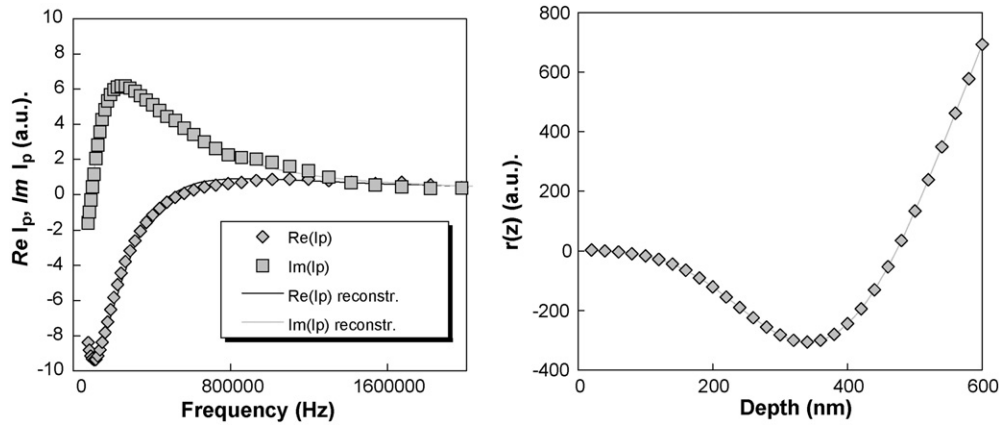 10
8
6
4
2
0
-2
-4
-6
-8
-10
Re Ip, Im Ip (a.u.).
0 800000 1600000
Frequency (Hz)
Re(Ip)
Im(Ip)
Re(Ip) reconstr.
Im(Ip) reconstr.
800
600
400
200
0
-200
-400
r(z) (a.u.).
0 200 400 600
Depth (nm)